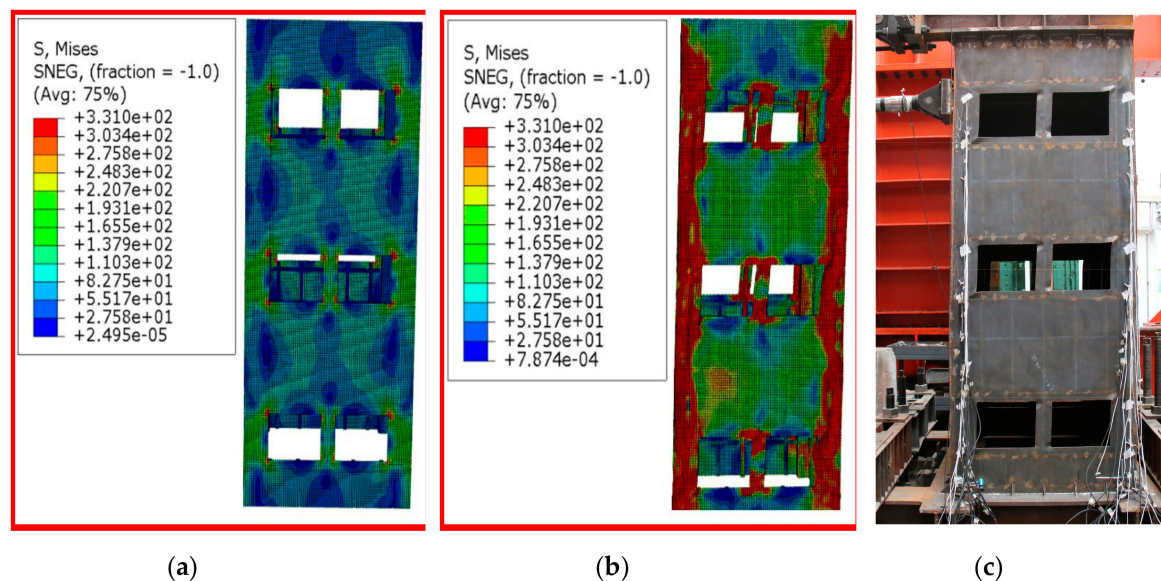 S, Mises
SNEG, (fraction = -1.0)
(Avg: 75%)
+3.310e+02
+3.034e+02
+2.758e+02
+2.483e+02
+2.207e+02
+1.931e+02
+1.655e+02
+1.379e+02
+1.103e+02
+8.275e+01
+5.517e+01
+2.758e+01
+2.495e-05
S, Mises
SNEG, (fraction = -1.0)
(Avg: 75%)
+3.310e+02
+3.034e+02
+2.758e+02
+2.483e+02
+2.207e+02
+1.931e+02
+1.655e+02
+1.379e+02
+1.103e+02
+8.275e+01
+5.517e+01
+2.758e+01
+7.874e-04
(a)
(b)
(c)